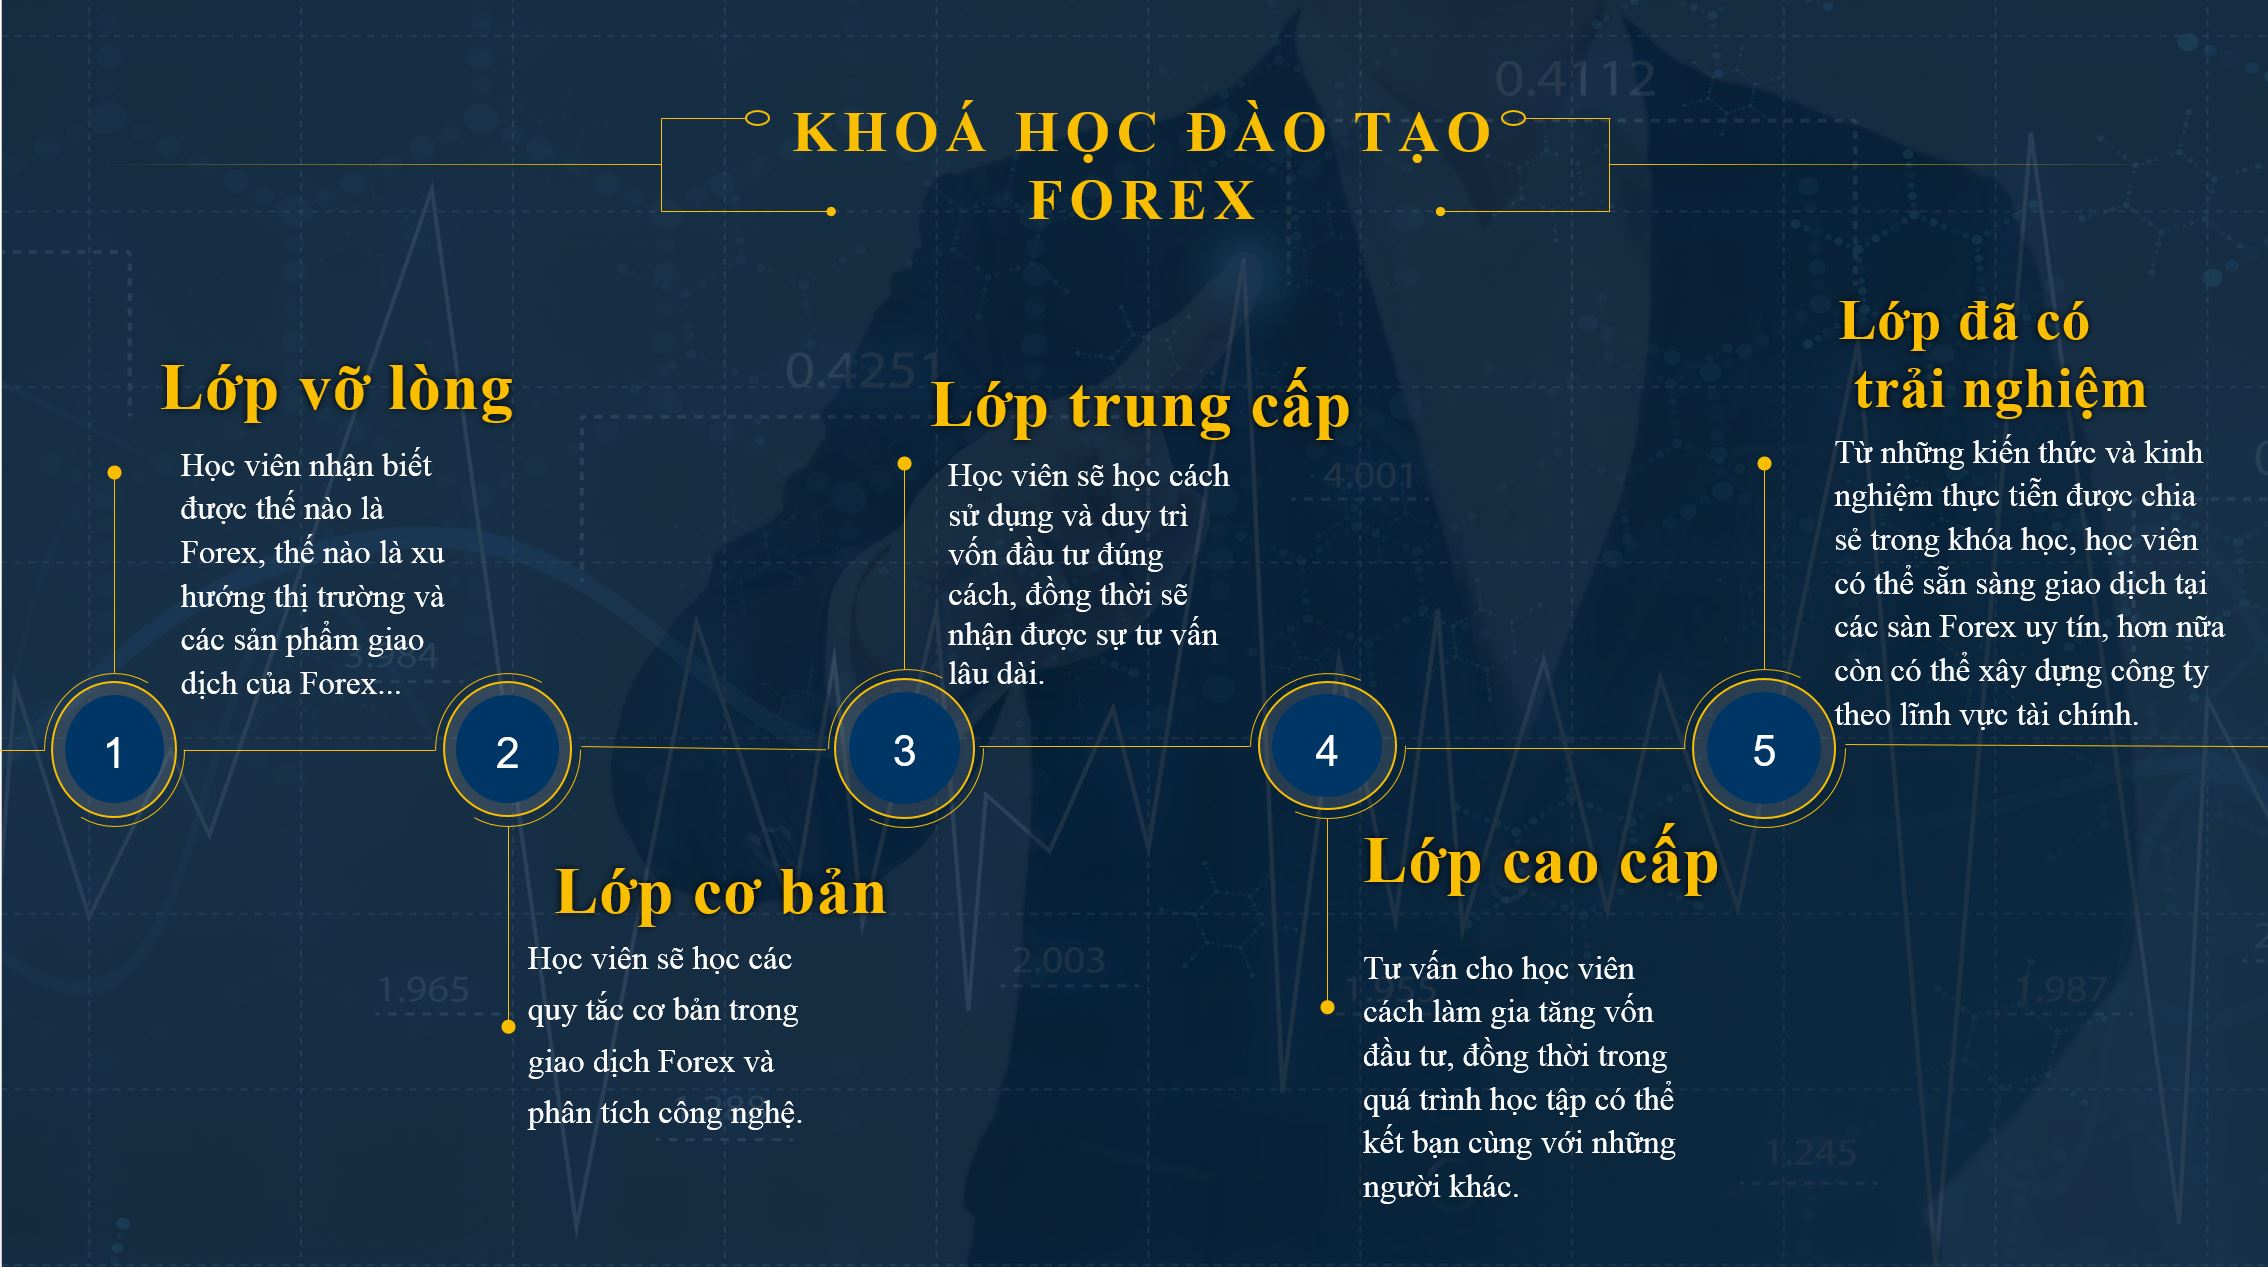 KHOÁ HỌC ĐÀO TẠO
FOREX
Lớp vỡ lòng
Học viên nhận biết
được thế nào là
Forex, thế nào là xu
hướng thị trường và
các sản phẩm giao
dịch của Forex...
1
2
Lớp cơ bản
Học viên sẽ học các
quy tắc cơ bản trong
giao dịch Forex và
phân tích công nghệ.
Lớp trung cấp
Học viên sẽ học cách
sử dụng và duy trì
vốn đầu tư đúng
cách, đồng thời sẽ
nhận được sự tư vấn
lâu dài.
3
4
Lớp cao cấp
Tư vấn cho học viên
cách làm gia tăng vốn
đầu tư, đồng thời trong
quá trình học tập có thể
kết bạn cùng với những
người khác.
Lớp đã có
trải nghiệm
Từ những kiến thức và kinh
nghiệm thực tiễn được chia
sẻ trong khóa học, học viên
có thể sẵn sàng giao dịch tại
các sàn Forex uy tín, hơn nữa
còn có thể xây dựng công ty
theo lĩnh vực tài chính.
5
0.4112
0.4251
4.001
3.984
1.965
2.003
1.955
1.987
1.245